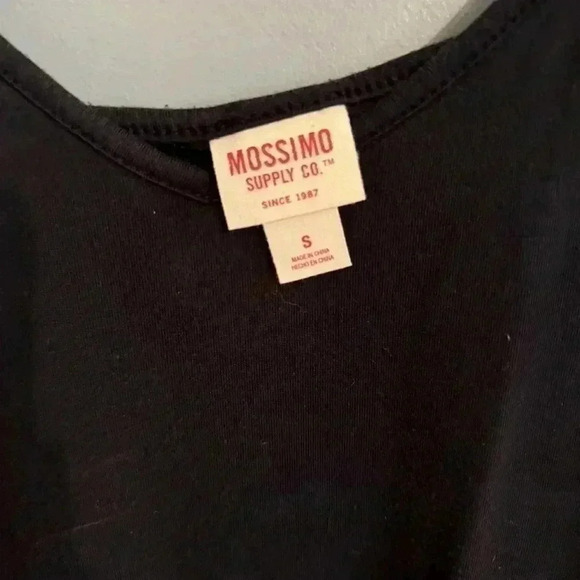 MOSSIMO
SUPPLY CO.™
SINCE 1987
S
MADE IN CHINA
HECHO EN CHINA